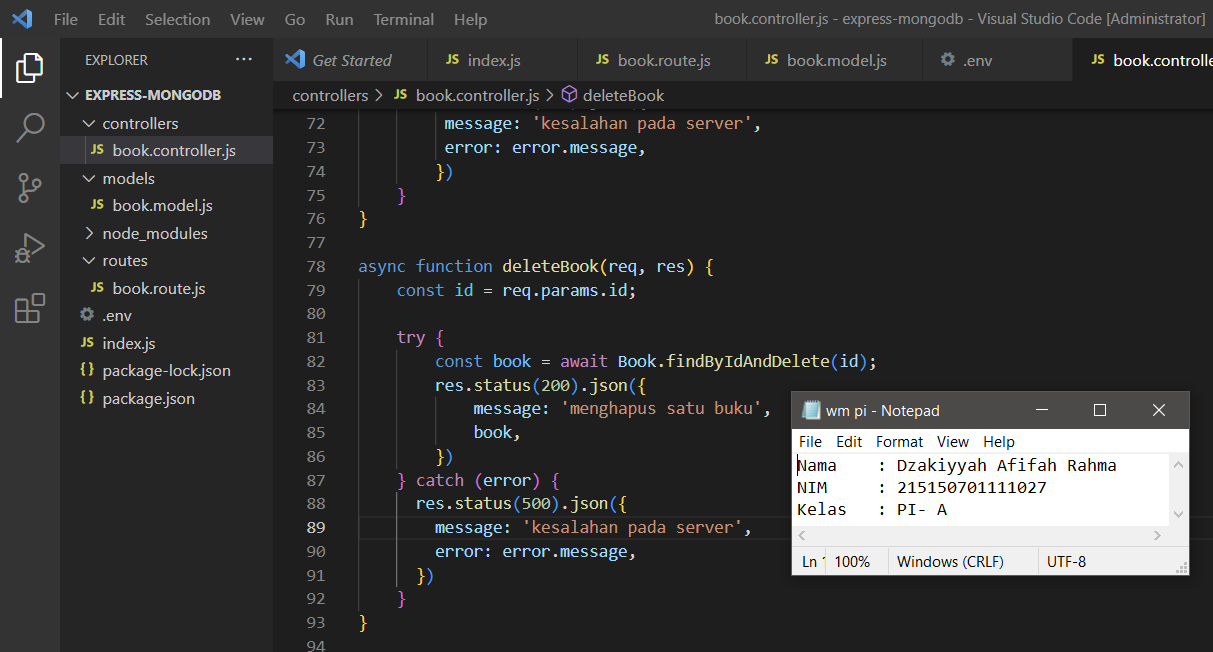 File Edit Selection View Go Run Terminal Help book.controller.js - express-mongodb - Visual Studio Code [Administrator]
EXPLORER ···
Get Started JS index.js JS book.route.js JS book.model.js .env JS book.controlle
EXPRESS-MONGODB
controllers
JS book.controller.js
models
JS book.model.js
node_modules
routes
JS book.route.js
.env
JS index.js
{} package-lock.json
{} package.json
controllers > JS book.controller.js > deleteBook
72 message: 'kesalahan pada server',
73 error: error.message,
74 })
75 }
76 }
77
78 async function deleteBook(req, res) {
79 const id = req.params.id;
80
81 try {
82 const book = await Book.findByIdAndDelete(id);
83 res.status(200).json({
84 message: 'menghapus satu buku',
85 book,
86 })
87 } catch (error) {
88 res.status(500).json({
89 message: 'kesalahan pada server',
90 error: error.message,
91 })
92 }
93 }
94
wm pi - Notepad
File Edit Format View Help
Nama : Dzakiyyah Afifah Rahma
NIM : 215150701111027
Kelas : PI- A
Ln 1 100% Windows (CRLF) UTF-8